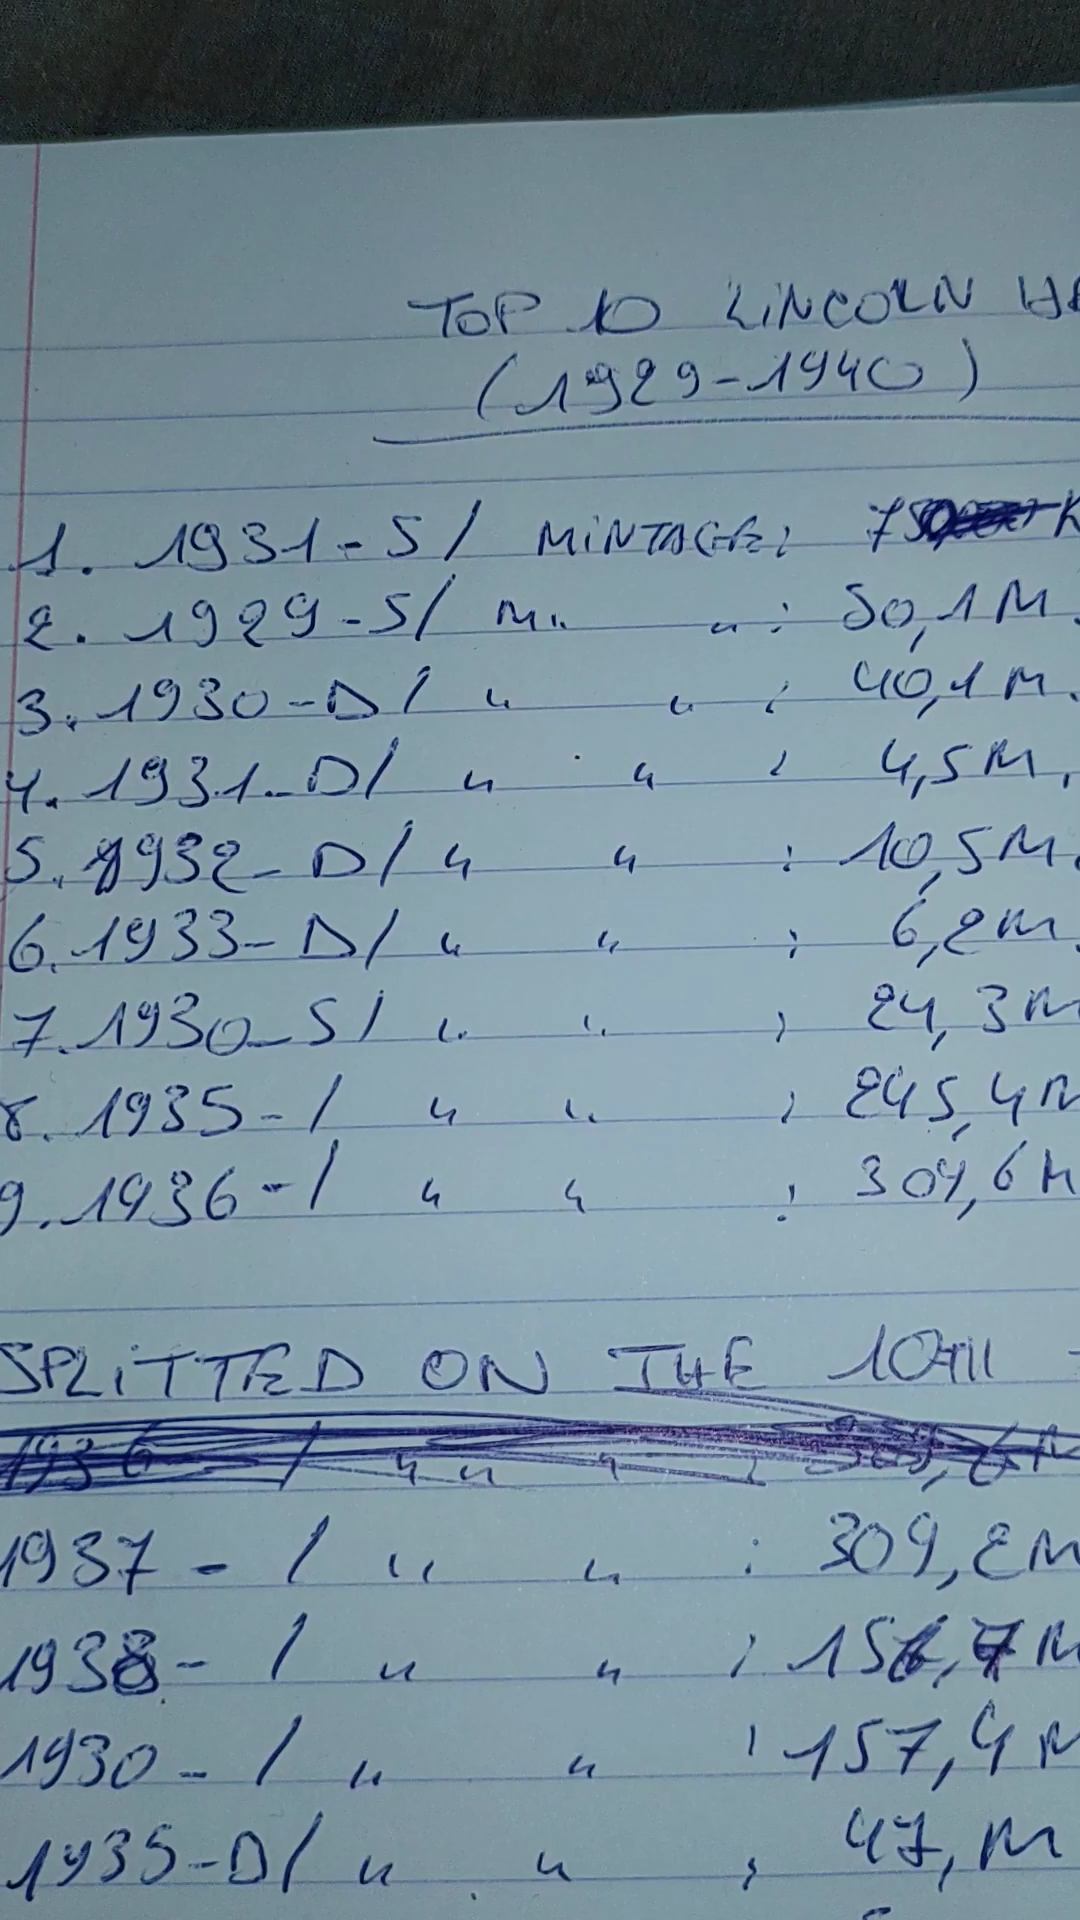 TOP 10 LINCOLN
(1929-1940)
1. 1931-S/ MINTAGE: 750 K
2. 1929-S/ " " : 50,1M.
3. 1930-D/ " " : 40,1M.
4. 1931-D/ " " : 4,5M.
5. 1932-D/ " " : 10,5M.
6. 1933-D/ " " : 6,2M.
7. 1930-S/ " " : 24,3M
8. 1935-/ " " : 245,4M
9. 1936-/ " " : 309,6M
SPLITTED ON THE 10TH
1937-/ " " : 309,2M
1938-/ " " : 156,7M
1930-/ " " : 157,4M
1935-D/ " " : 47,M